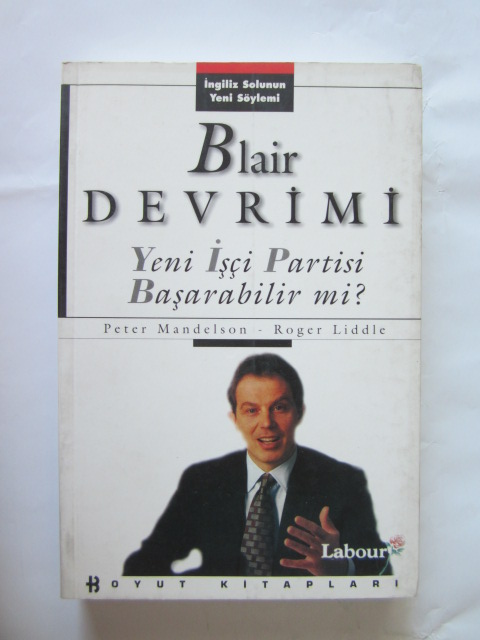 İngiliz Solunun
Yeni Söylemi
Blair
DEVRİMİ
Yeni İşçi Partisi
Başarabilir mi?
Peter Mandelson - Roger Liddle
Labour
BOYUT KİTAPLARI